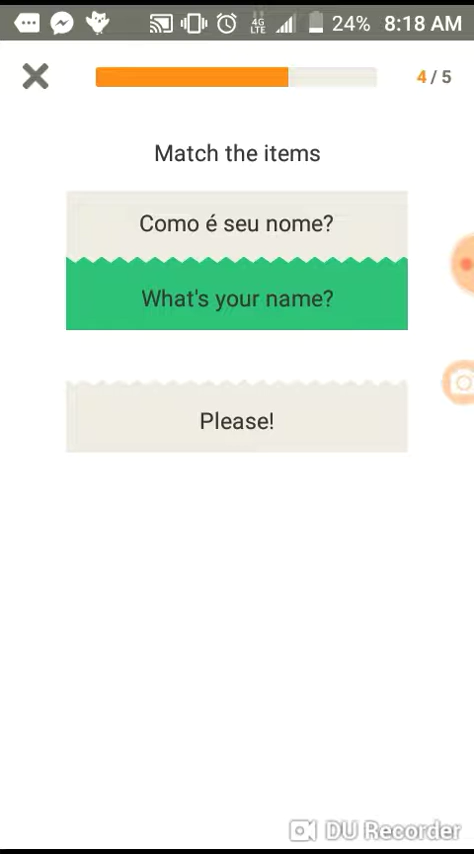 4G
LTE
24% 8:18 AM
4 / 5
Match the items
Como é seu nome?
What's your name?
Please!
DU Recorder